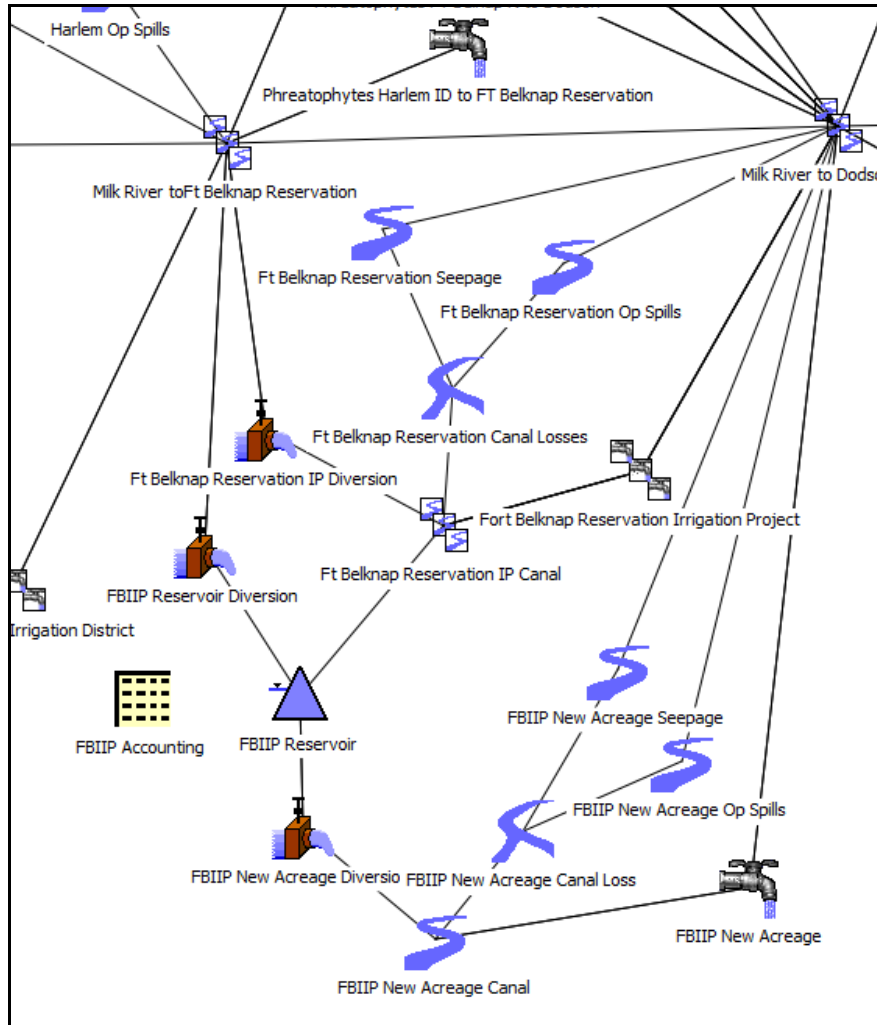 Harlem Op Spills
Phreatophytes Harlem ID to FT Belknap Reservation
Milk River toFt Belknap Reservation
Milk River to Dodso
Ft Belknap Reservation Seepage
Ft Belknap Reservation Op Spills
Ft Belknap Reservation Canal Losses
Ft Belknap Reservation IP Diversion
Fort Belknap Reservation Irrigation Project
Ft Belknap Reservation IP Canal
FBIIP Reservoir Diversion
Irrigation District
FBIIP New Acreage Seepage
FBIIP Accounting
FBIIP Reservoir
FBIIP New Acreage Op Spills
FBIIP New Acreage Diversio
FBIIP New Acreage Canal Loss
FBIIP New Acreage
FBIIP New Acreage Canal